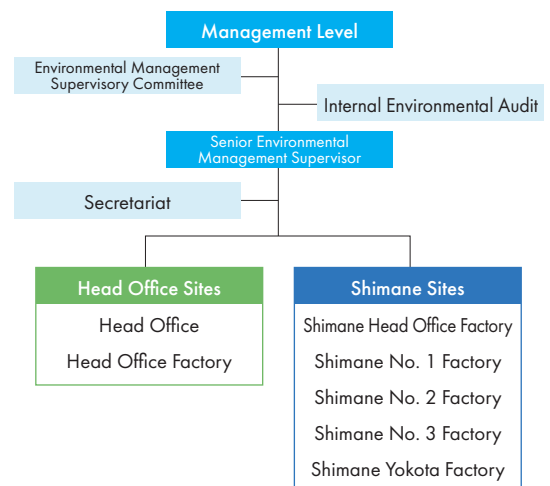 Management Level
Environmental Management
Supervisory Committee
Internal Environmental Audit
Senior Environmental
Management Supervisor
Secretariat
Head Office Sites
Head Office
Head Office Factory
Shimane Sites
Shimane Head Office Factory
Shimane No. 1 Factory
Shimane No. 2 Factory
Shimane No. 3 Factory
Shimane Yokota Factory